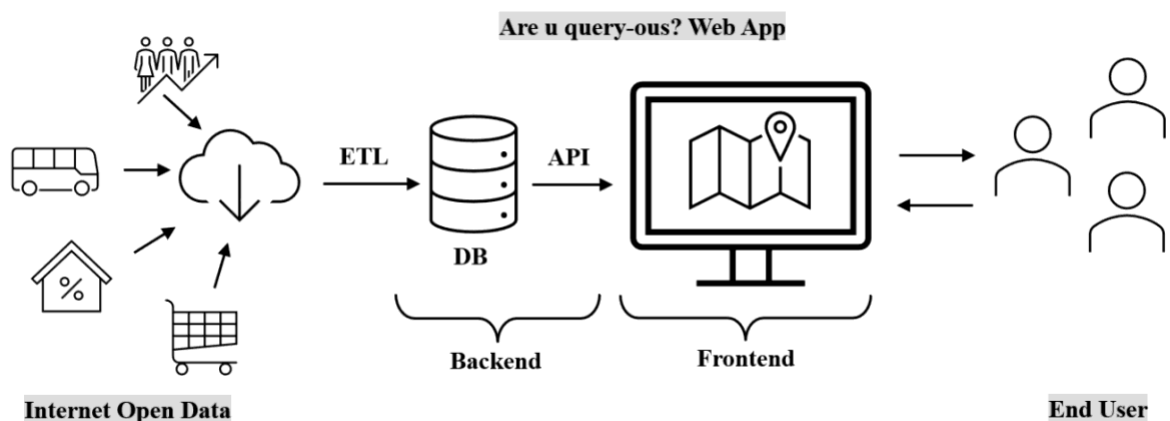 Are u query-ous? Web App
ETL
API
DB
%
Backend
Frontend
Internet Open Data
End User